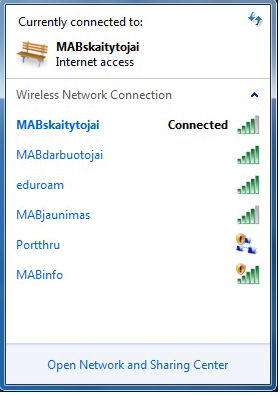 Currently connected to:
MABskaitytojai
Internet access
Wireless Network Connection
MABskaitytojai Connected
MABdarbuotojai
eduroam
MABjaunimas
Portthru
MABinfo
Open Network and Sharing Center